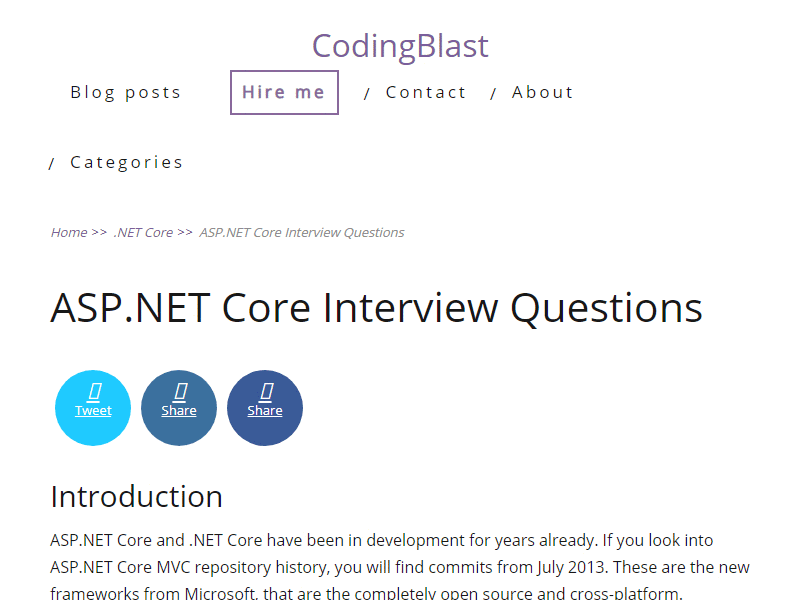 CodingBlast
Blog posts Hire me / Contact / About
/ Categories
Home >> .NET Core >> ASP.NET Core Interview Questions
ASP.NET Core Interview Questions
Tweet Share Share
Introduction
ASP.NET Core and .NET Core have been in development for years already. If you look into
ASP.NET Core MVC repository history, you will find commits from July 2013. These are the new
frameworks from Microsoft, that are the completely open source and cross-platform.